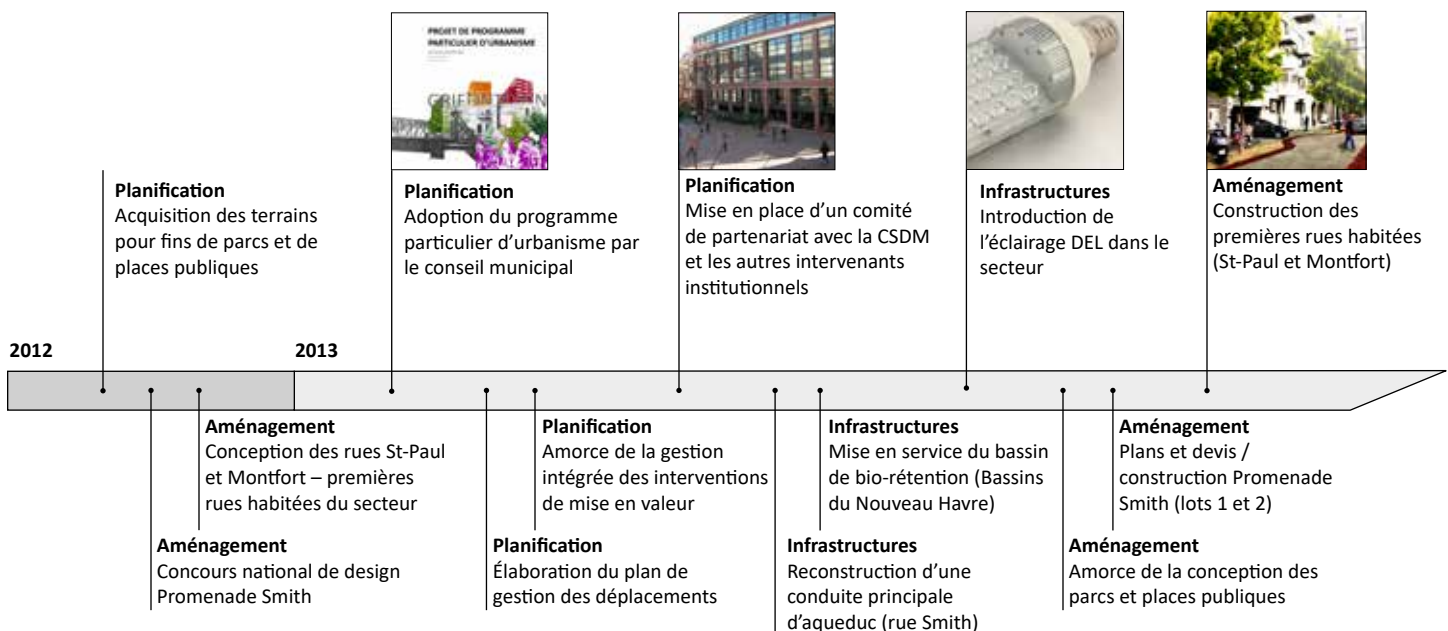 PROJET DE PROGRAMME
PARTICULIER D'URBANISME
Planification
Acquisition des terrains
pour fins de parcs et de
places publiques
Planification
Adoption du programme
particulier d’urbanisme par
le conseil municipal
Planification
Mise en place d’un comité
de partenariat avec la CSDM
et les autres intervenants
institutionnels
Infrastructures
Introduction de
l’éclairage DEL dans le
secteur
Aménagement
Construction des
premières rues habitées
(St-Paul et Montfort)
2012
2013
Aménagement
Conception des rues St-Paul
et Montfort – premières
rues habitées du secteur
Planification
Amorce de la gestion
intégrée des interventions
de mise en valeur
Infrastructures
Mise en service du bassin
de bio-rétention (Bassins
du Nouveau Havre)
Aménagement
Plans et devis /
construction Promenade
Smith (lots 1 et 2)
Aménagement
Concours national de design
Promenade Smith
Planification
Élaboration du plan de
gestion des déplacements
Infrastructures
Reconstruction d’une
conduite principale
d’aqueduc (rue Smith)
Aménagement
Amorce de la conception des
parcs et places publiques